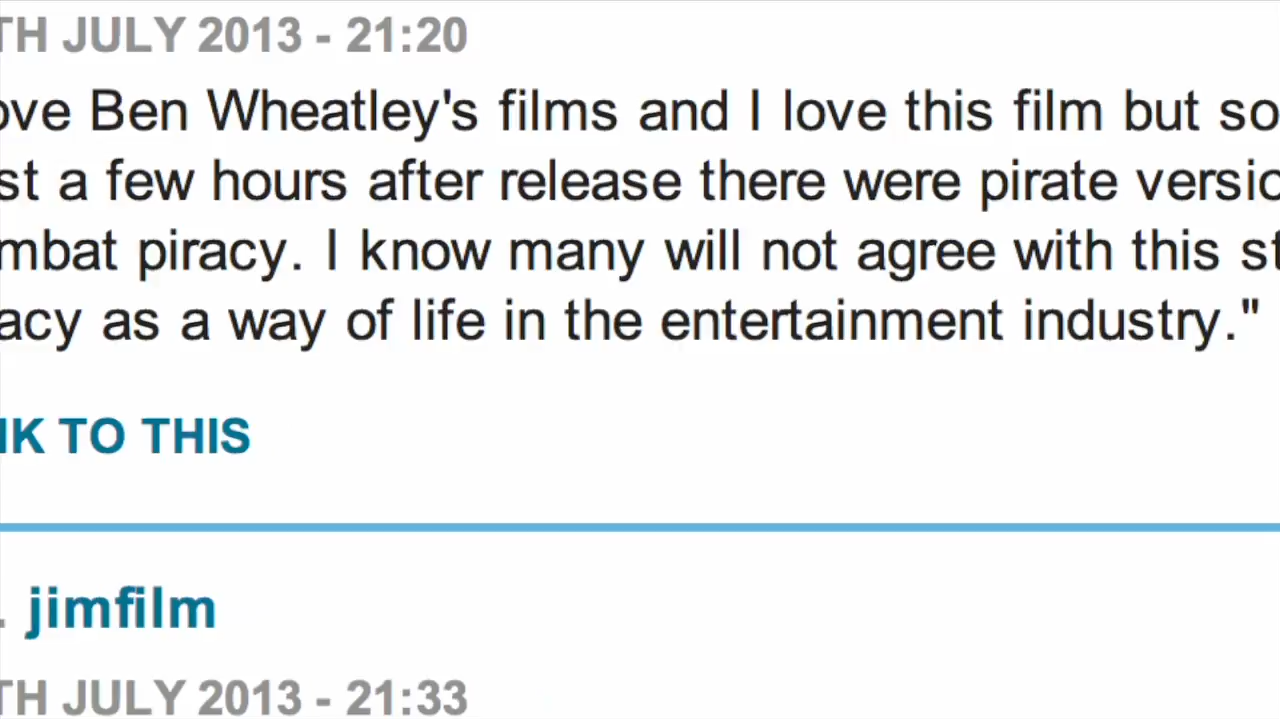 TH JULY 2013 - 21:20
ove Ben Wheatley's films and I love this film but so
st a few hours after release there were pirate versio
mbat piracy. I know many will not agree with this st
acy as a way of life in the entertainment industry."
NK TO THIS
. jimfilm
TH JULY 2013 - 21:33